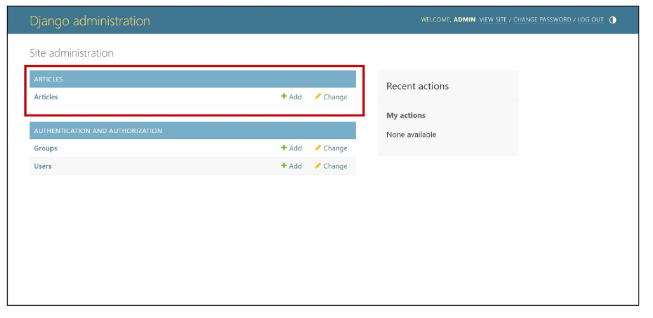 Django administration
WELCOME, ADMIN. VIEW SITE / CHANGE PASSWORD / LOG OUT
Site administration
ARTICLES
Articles + Add Change
AUTHENTICATION AND AUTHORIZATION
Groups + Add Change
Users + Add Change
Recent actions
My actions
None available